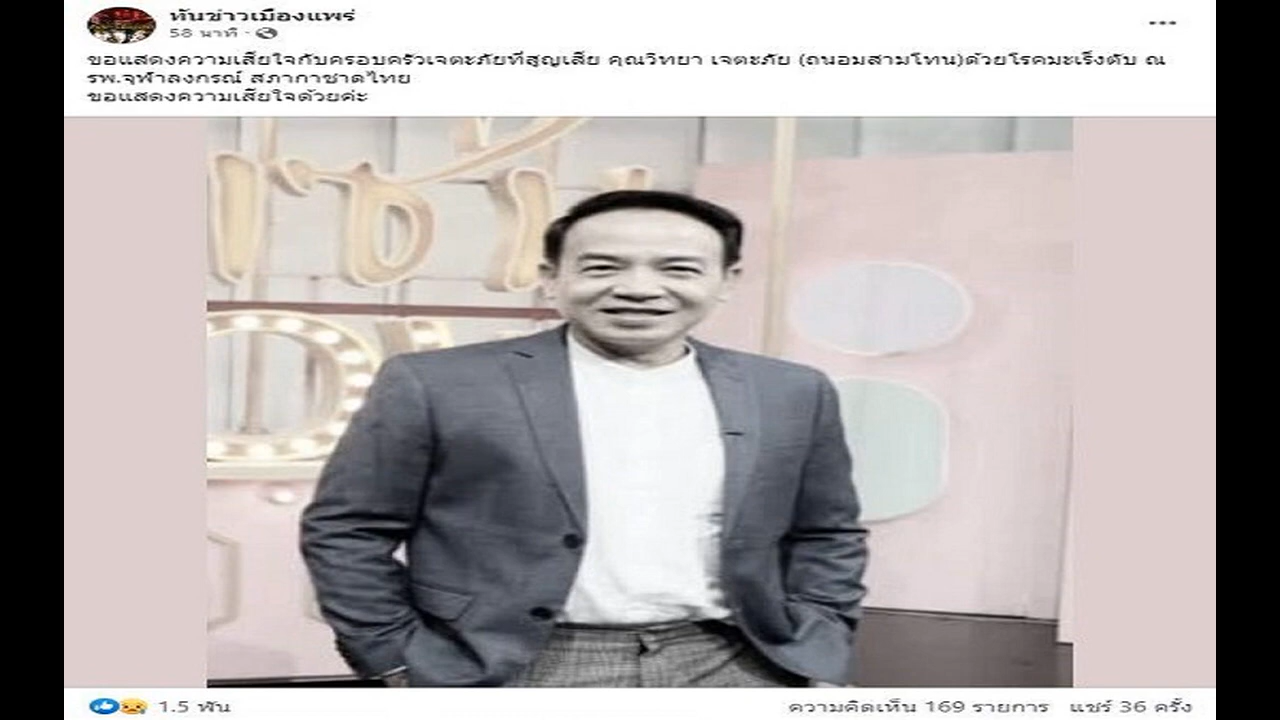 ทันข่าวเมืองแพร่
58 นาที ·
ขอแสดงความเสียใจกับครอบครัวเจตะภัยที่สูญเสีย คุณวิทยา เจตะภัย (ถนอมสามโทน)ด้วยโรคมะเร็งตับ ณ
รพ.จุฬาลงกรณ์ สภากาชาดไทย
ขอแสดงความเสียใจด้วยค่ะ
1.5 พัน
ความคิดเห็น 169 รายการ แชร์ 36 ครั้ง